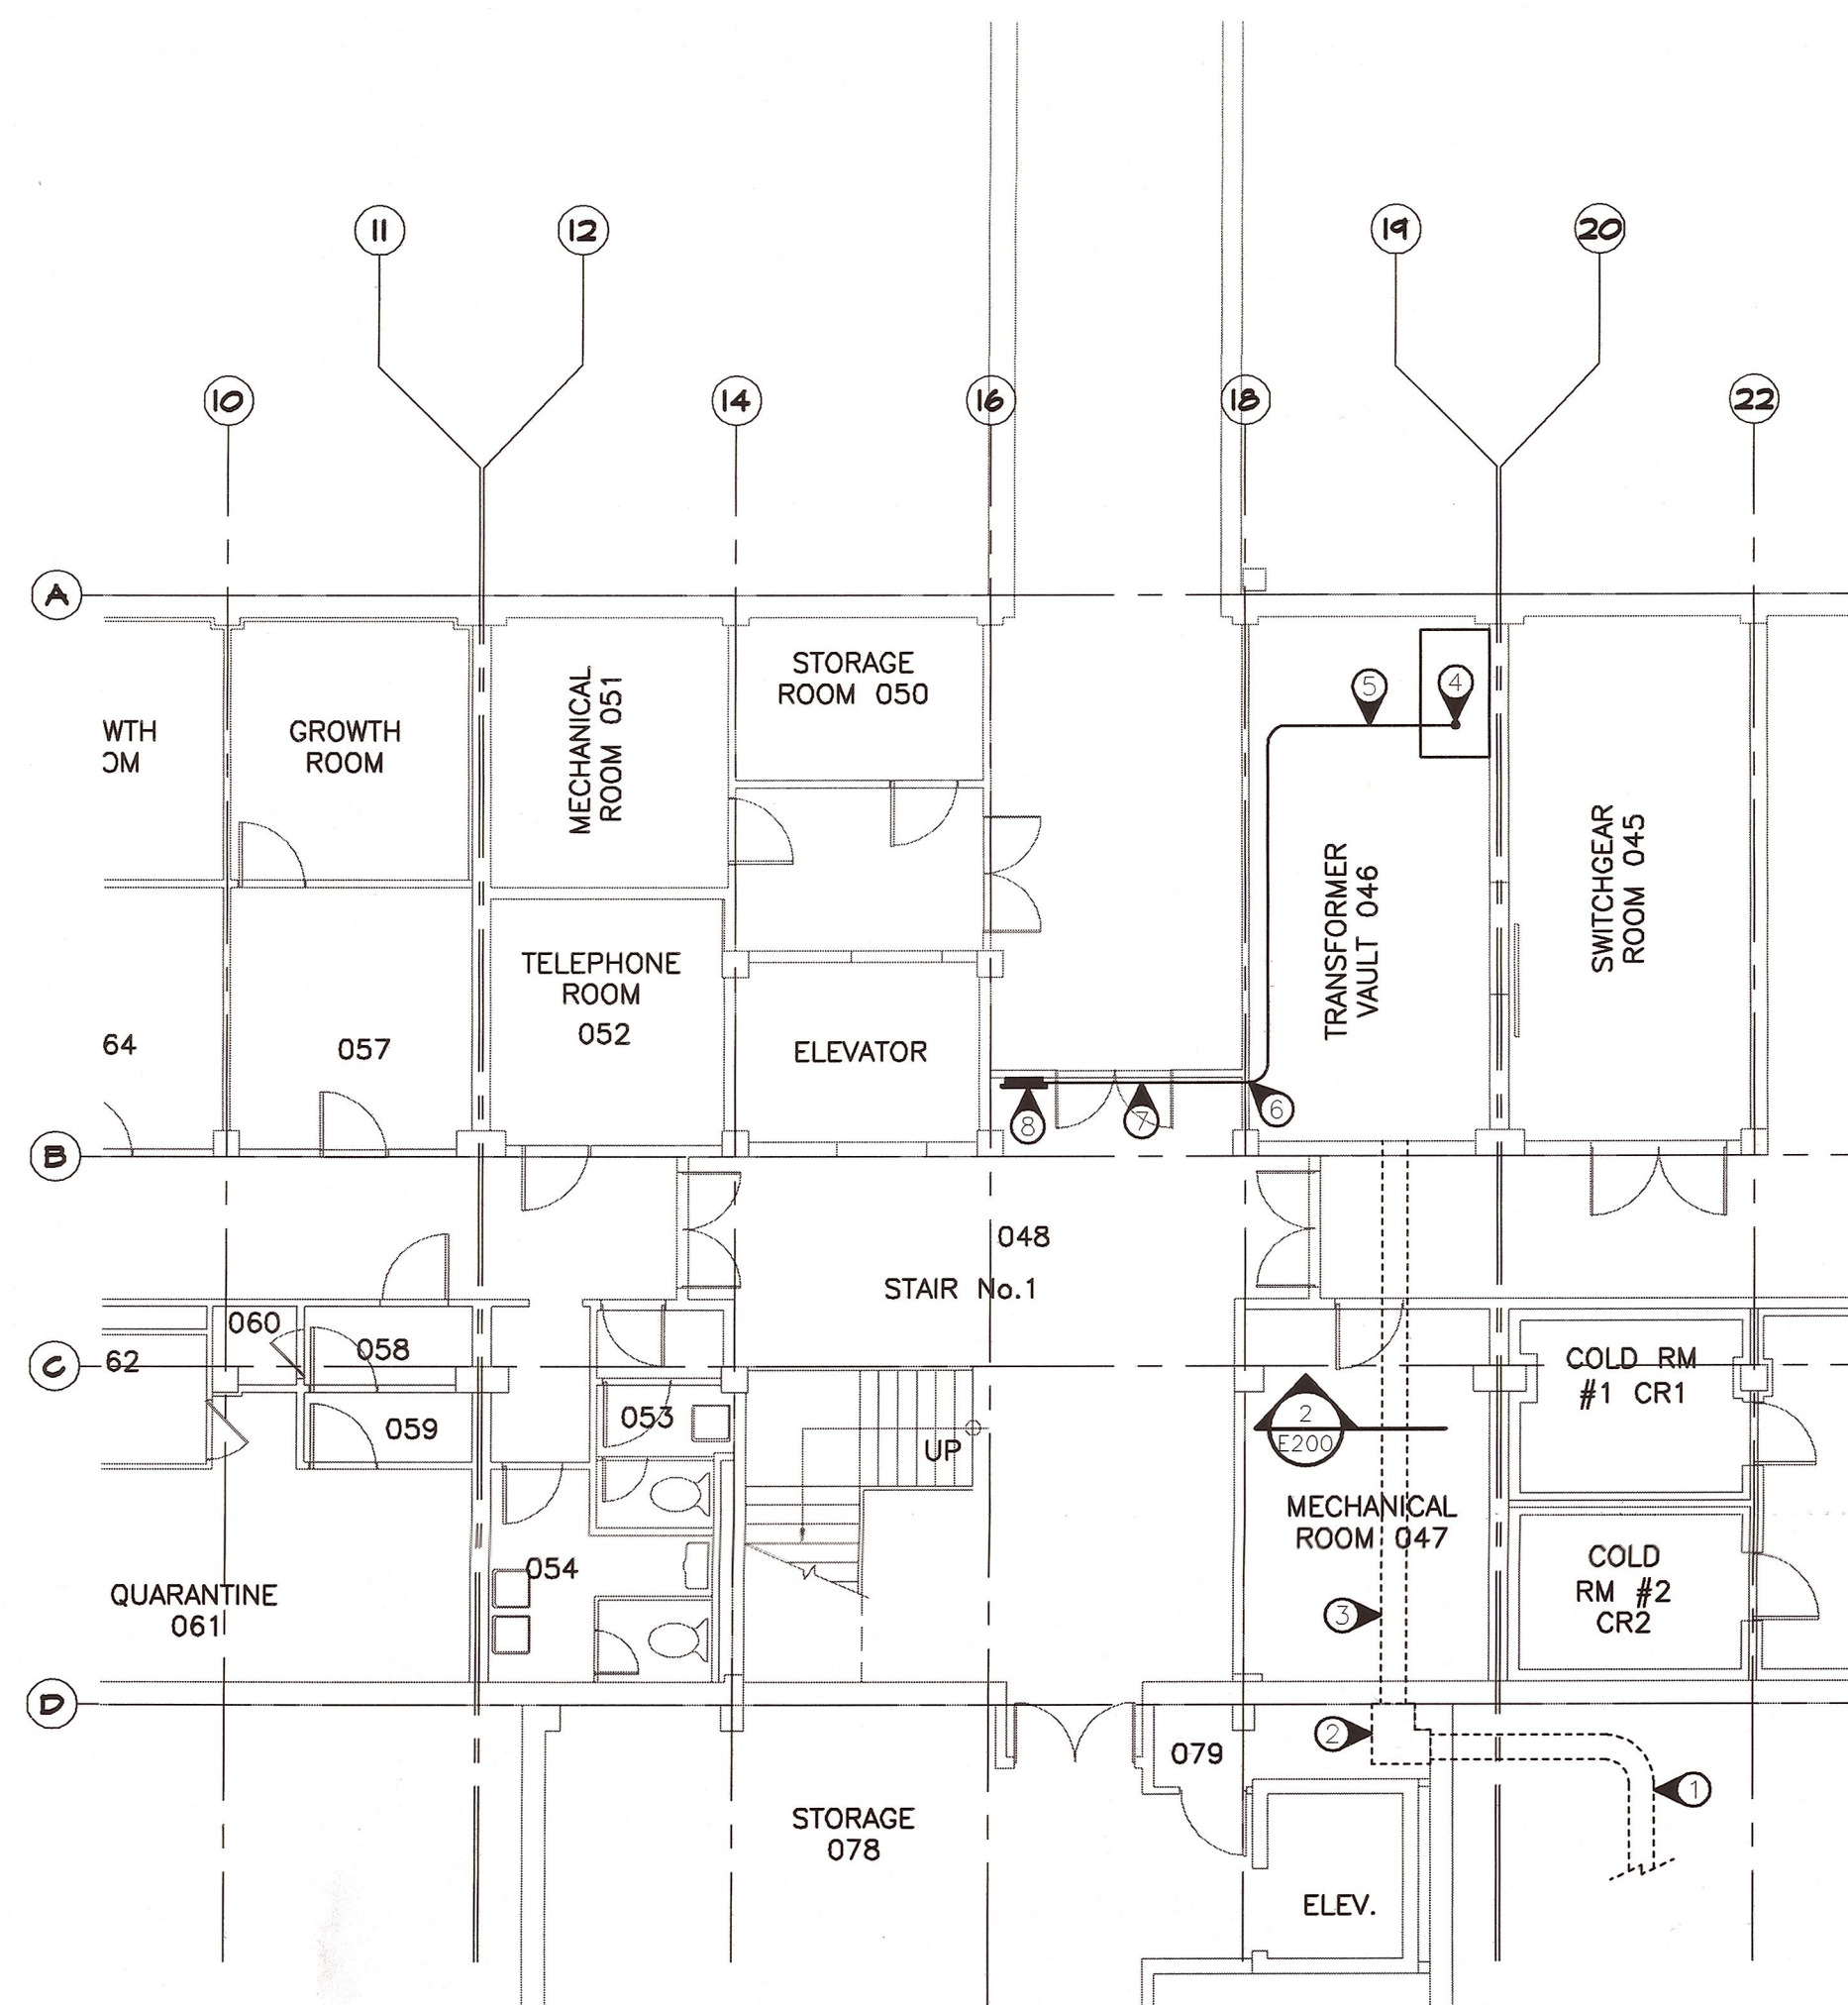 11
12
19
20
10
14
16
18
22
A
STORAGE
ROOM 050
MECHANICAL
ROOM 051
GROWTH
ROOM
WTH
OM
5
4
TRANSFORMER
VAULT 046
SWITCHGEAR
ROOM 045
TELEPHONE
ROOM
052
64
057
ELEVATOR
8
7
6
B
048
STAIR No.1
060
058
C
62
059
053
UP
COLD RM
#1 CR1
2
E200
MECHANICAL
ROOM 047
COLD
RM #2
CR2
054
QUARANTINE
061
3
D
2
079
1
STORAGE
078
ELEV.